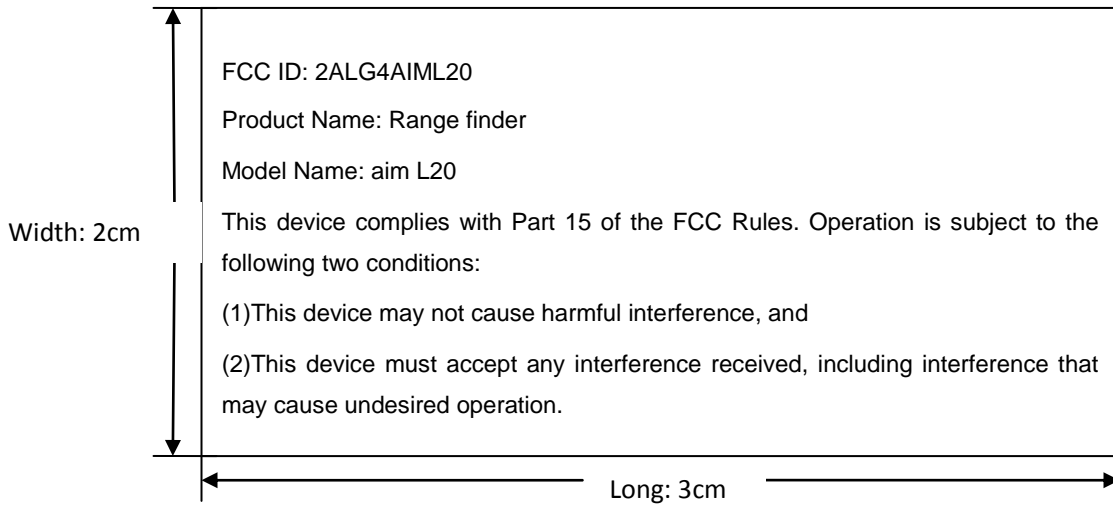 FCC ID: 2ALG4AIML20
Product Name: Range finder
Model Name: aim L20
Width: 2cm
This device complies with Part 15 of the FCC Rules. Operation is subject to the
following two conditions:
(1)This device may not cause harmful interference, and
(2)This device must accept any interference received, including interference that
may cause undesired operation.
Long: 3cm